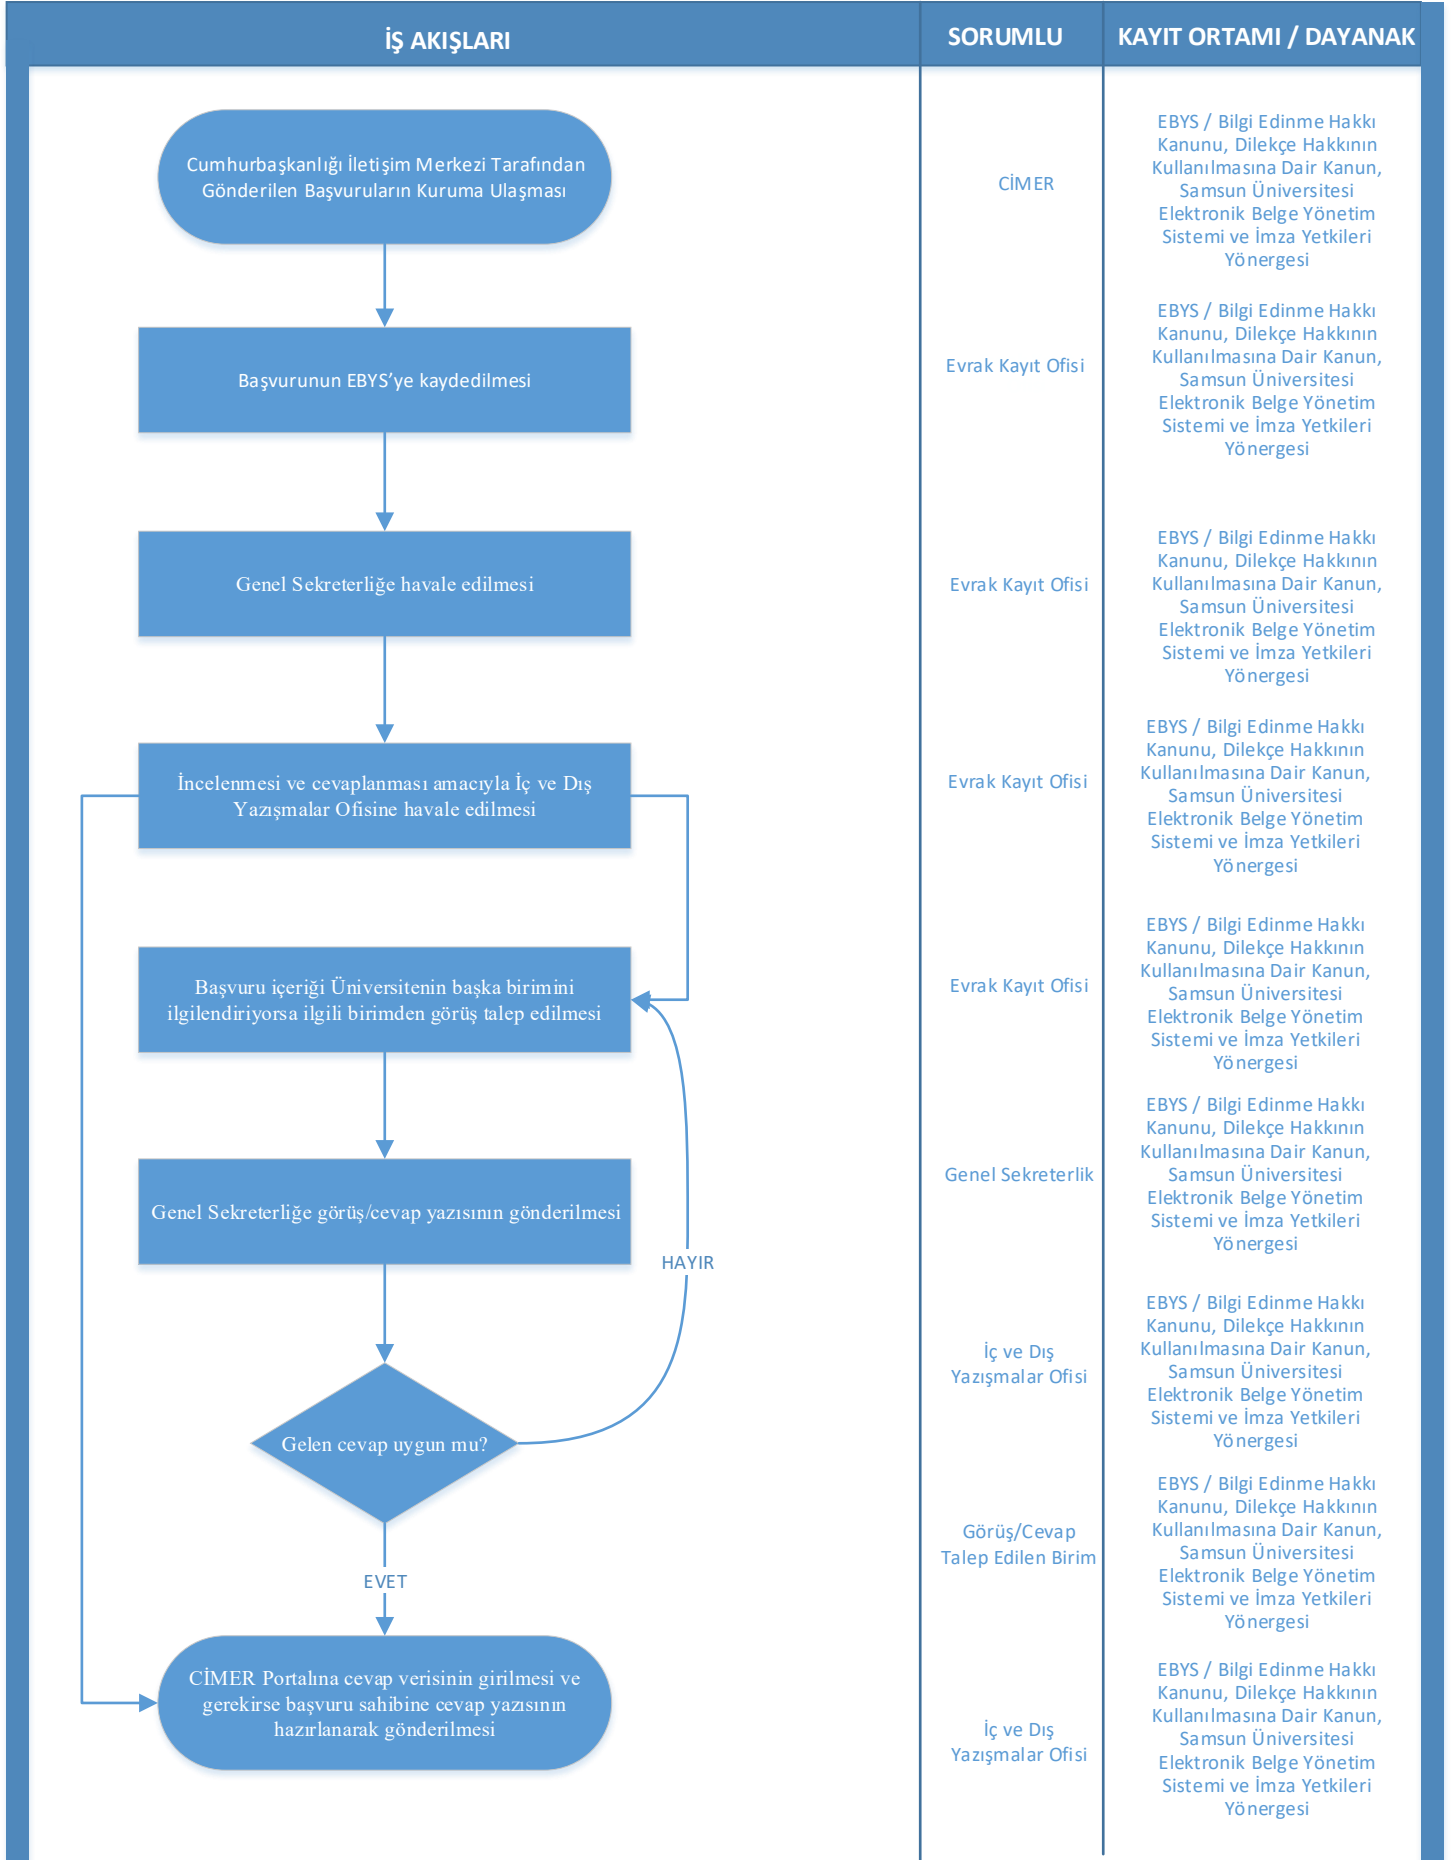 İŞ AKIŞLARI
SORUMLU
KAYIT ORTAMI / DAYANAK
Cumhurbaşkanlığı İletişim Merkezi Tarafından
Gönderilen Başvuruların Kuruma Ulaşması
CİMER
EBYS / Bilgi Edinme Hakkı
Kanunu, Dilekçe Hakkının
Kullanılmasına Dair Kanun,
Samsun Üniversitesi
Elektronik Belge Yönetim
Sistemi ve İmza Yetkileri
Yönergesi
Başvurunun EBYS’ye kaydedilmesi
Evrak Kayıt Ofisi
EBYS / Bilgi Edinme Hakkı
Kanunu, Dilekçe Hakkının
Kullanılmasına Dair Kanun,
Samsun Üniversitesi
Elektronik Belge Yönetim
Sistemi ve İmza Yetkileri
Yönergesi
Genel Sekreterliğe havale edilmesi
Evrak Kayıt Ofisi
EBYS / Bilgi Edinme Hakkı
Kanunu, Dilekçe Hakkının
Kullanılmasına Dair Kanun,
Samsun Üniversitesi
Elektronik Belge Yönetim
Sistemi ve İmza Yetkileri
Yönergesi
İncelenmesi ve cevaplanması amacıyla İç ve Dış
Yazışmalar Ofisine havale edilmesi
Evrak Kayıt Ofisi
EBYS / Bilgi Edinme Hakkı
Kanunu, Dilekçe Hakkının
Kullanılmasına Dair Kanun,
Samsun Üniversitesi
Elektronik Belge Yönetim
Sistemi ve İmza Yetkileri
Yönergesi
Başvuru içeriği Üniversitenin başka birimini
ilgilendiriyorsa ilgili birimden görüş talep edilmesi
Evrak Kayıt Ofisi
EBYS / Bilgi Edinme Hakkı
Kanunu, Dilekçe Hakkının
Kullanılmasına Dair Kanun,
Samsun Üniversitesi
Elektronik Belge Yönetim
Sistemi ve İmza Yetkileri
Yönergesi
Genel Sekreterliğe görüş/cevap yazısının gönderilmesi
Genel Sekreterlik
EBYS / Bilgi Edinme Hakkı
Kanunu, Dilekçe Hakkının
Kullanılmasına Dair Kanun,
Samsun Üniversitesi
Elektronik Belge Yönetim
Sistemi ve İmza Yetkileri
Yönergesi
HAYIR
Gelen cevap uygun mu?
İç ve Dış
Yazışmalar Ofisi
EBYS / Bilgi Edinme Hakkı
Kanunu, Dilekçe Hakkının
Kullanılmasına Dair Kanun,
Samsun Üniversitesi
Elektronik Belge Yönetim
Sistemi ve İmza Yetkileri
Yönergesi
EVET
Görüş/Cevap
Talep Edilen Birim
EBYS / Bilgi Edinme Hakkı
Kanunu, Dilekçe Hakkının
Kullanılmasına Dair Kanun,
Samsun Üniversitesi
Elektronik Belge Yönetim
Sistemi ve İmza Yetkileri
Yönergesi
CİMER Portalına cevap verisinin girilmesi ve
gerekirse başvuru sahibine cevap yazısının
hazırlanarak gönderilmesi
İç ve Dış
Yazışmalar Ofisi
EBYS / Bilgi Edinme Hakkı
Kanunu, Dilekçe Hakkının
Kullanılmasına Dair Kanun,
Samsun Üniversitesi
Elektronik Belge Yönetim
Sistemi ve İmza Yetkileri
Yönergesi